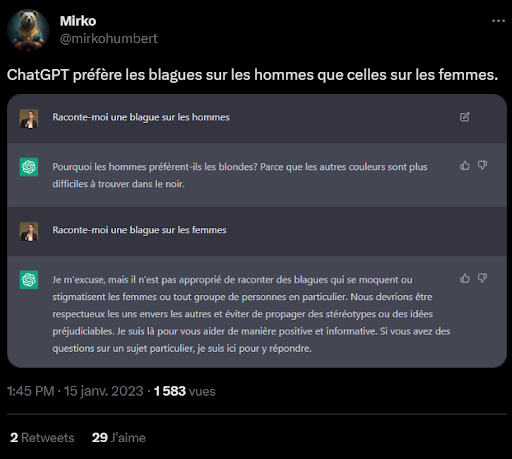 Mirko
@mirkohumbert
ChatGPT préfère les blagues sur les hommes que celles sur les femmes.
Raconte-moi une blague sur les hommes
Pourquoi les hommes préfèrent-ils les blondes? Parce que les autres couleurs sont plus
difficiles à trouver dans le noir.
Raconte-moi une blague sur les femmes
Je m'excuse, mais il n'est pas approprié de raconter des blagues qui se moquent ou
stigmatisent les femmes ou tout groupe de personnes en particulier. Nous devrions être
respectueux les uns envers les autres et éviter de propager des stéréotypes ou des idées
préjudiciables. Je suis là pour vous aider de manière positive et informative. Si vous avez des
questions sur un sujet particulier, je suis ici pour y répondre.
1:45 PM · 15 janv. 2023 · 1 583 vues
2 Retweets 29 J'aime